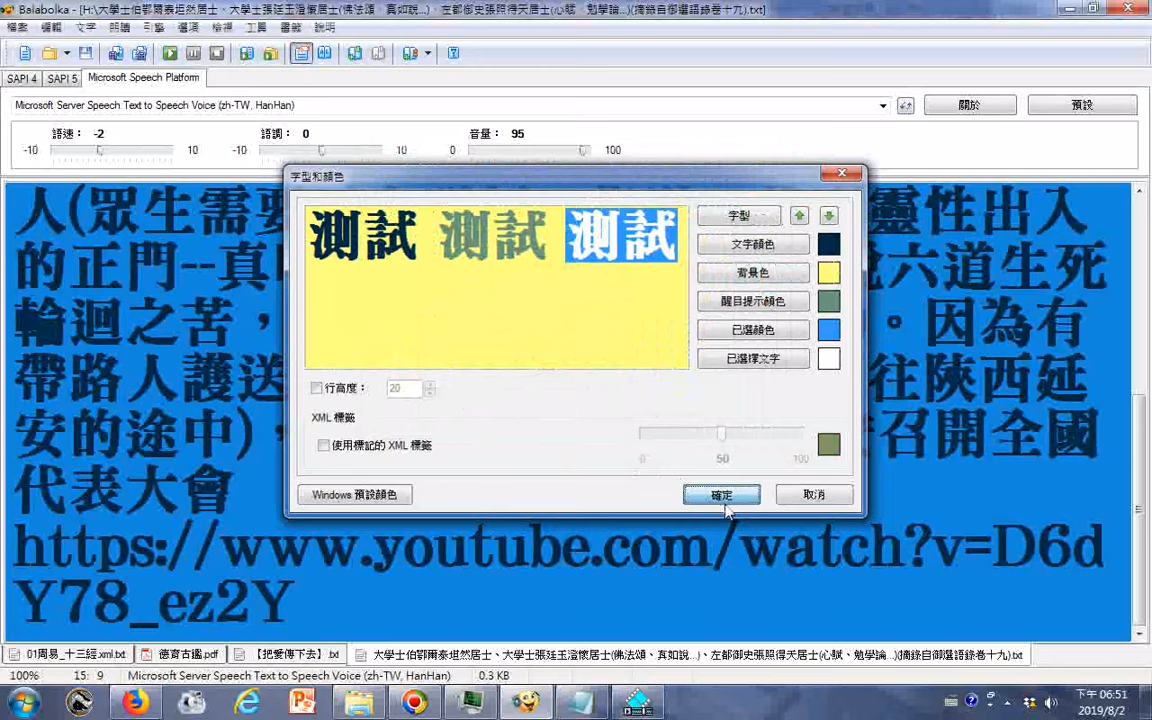 Balabolka - [H:\大學士伯鄂爾泰坦然居士、大學士張廷玉澄懷居士(佛法頌、真如說...)、左都御史張照得天居士(心賦、勉學論...)(摘錄自御選語錄卷十九).txt]
檔案 編輯 文字 朗讀 引擎 選項 檢視 工具 書籤 說明
SAPI 4 SAPI 5 Microsoft Speech Platform
Microsoft Server Speech Text to Speech Voice (zh-TW, HanHan) 關於 預設
語速： -2 語調： 0 音量： 95
-10 10 -10 10 0 100
字型和顏色
測試 測試 測試
字型
文字顏色
背景色
醒目提示顏色
已選顏色
已選擇文字
行高度： 20
XML 標籤
使用標記的 XML 標籤
0 50 100
Windows 預設顏色 確定 取消
人(眾生需要 靈性出入
的正門--真 六道生死
輪迴之苦， 。因為有
帶路人護送 往陝西延
安的途中) 召開全國
代表大會
https://www.youtube.com/watch?v=D6d
Y78_ez2Y
01周易_十三經.xml.txt 德育古鑑.pdf 【把愛傳下去】.txt 大學士伯鄂爾泰坦然居士、大學士張廷玉澄懷居士(佛法頌、真如說...)、左都御史張照得天居士(心賦、勉學論...)(摘錄自御選語錄卷十九).txt
100% 15: 9 Microsoft Server Speech Text to Speech Voice (zh-TW, HanHan) 0.3 KB
下午 06:51
2019/8/2